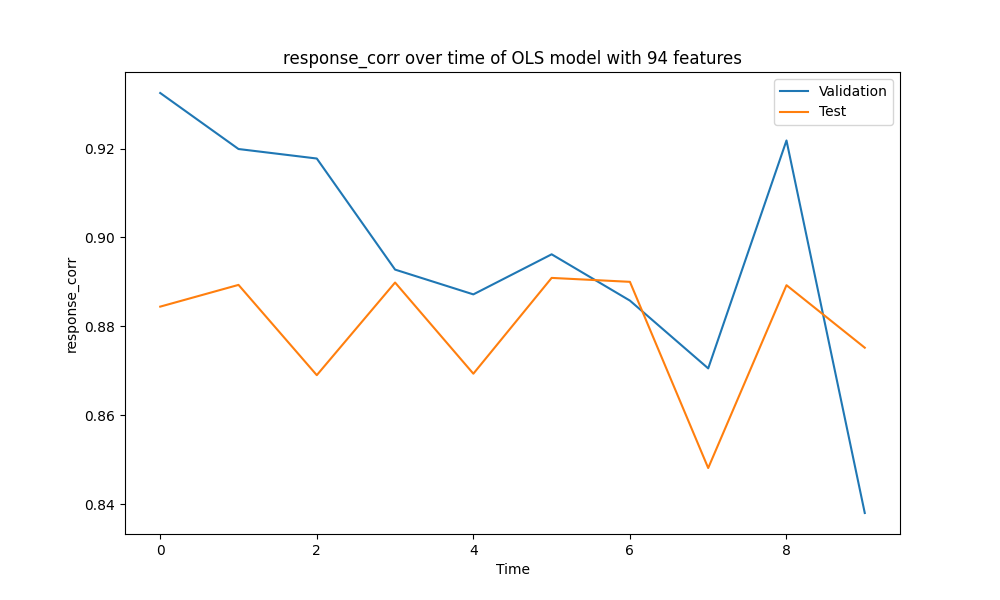 response_corr over time of OLS model with 94 features
Validation
Test
response_corr
0.92
0.90
0.88
0.86
0.84
0 2 4 6 8
Time